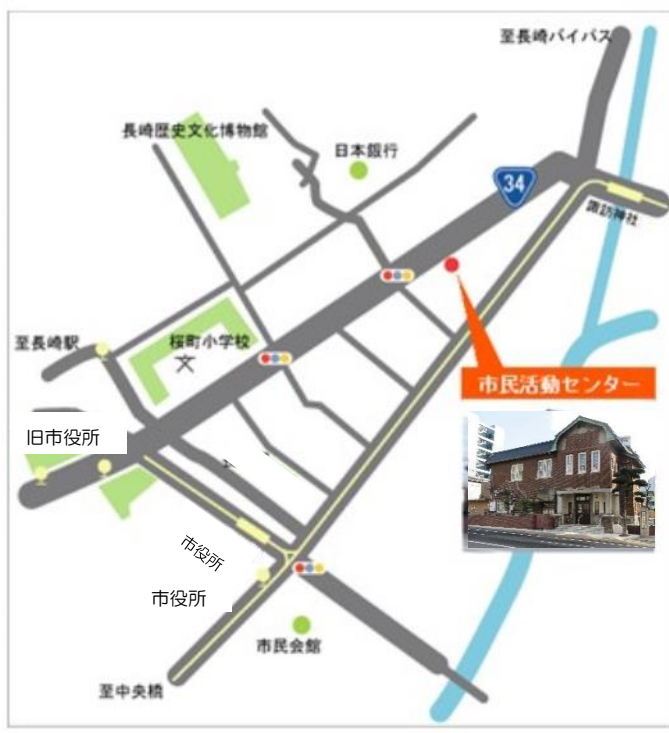 至長崎バイパス
長崎歴史文化博物館
日本銀行
34
諏訪神社
至長崎駅
桜町小学校
市民活動センター
旧市役所
市役所
市役所
市民会館
至中央橋